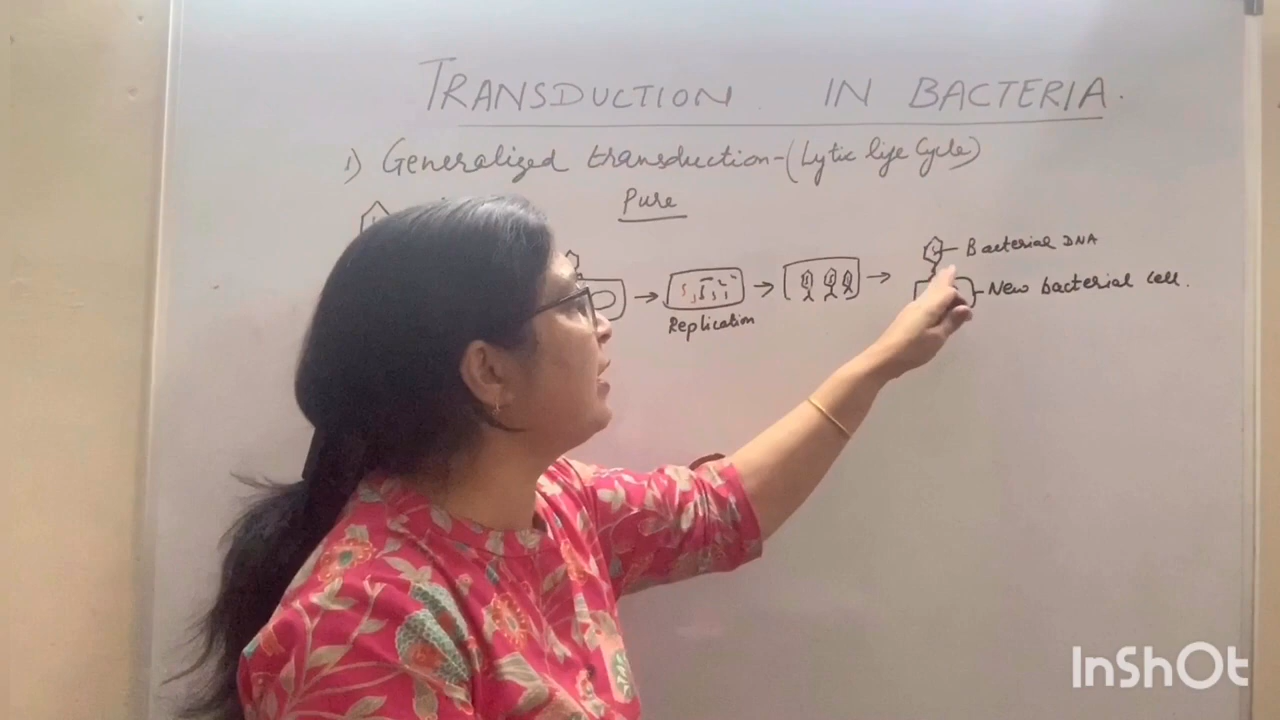 TRANSDUCTION IN BACTERIA.
1) Generalized transduction-(Lytic life Cycle)
Pure
Bacterial DNA
New bacterial cell.
Replication
InShOt